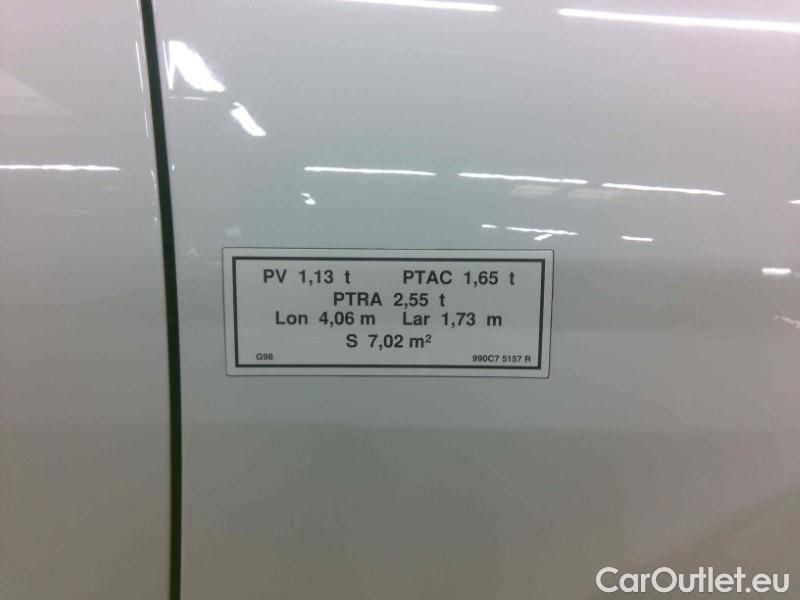 PV 1,13 t PTAC 1,65 t
PTRA 2,55 t
Lon 4,06 m Lar 1,73 m
S 7,02 m²
G98 990C7 5157 R
CarOutlet.eu